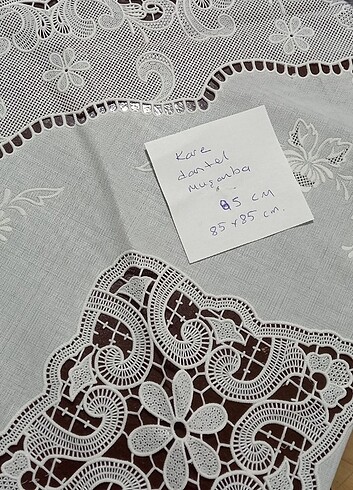 Kare
dantel
muşamba
85 cm
85x85 cm.